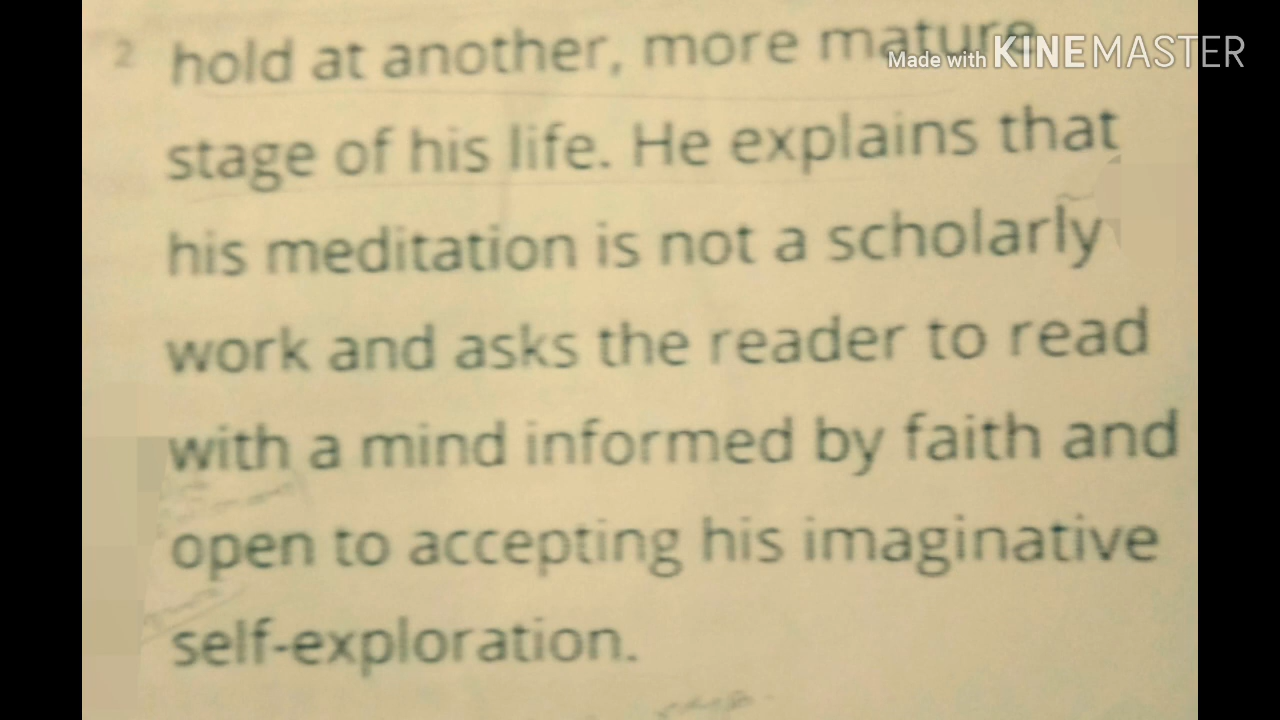 Made with KINEMASTER
2 hold at another, more mature
stage of his life. He explains that
his meditation is not a scholarly
work and asks the reader to read
with a mind informed by faith and
open to accepting his imaginative
self-exploration.